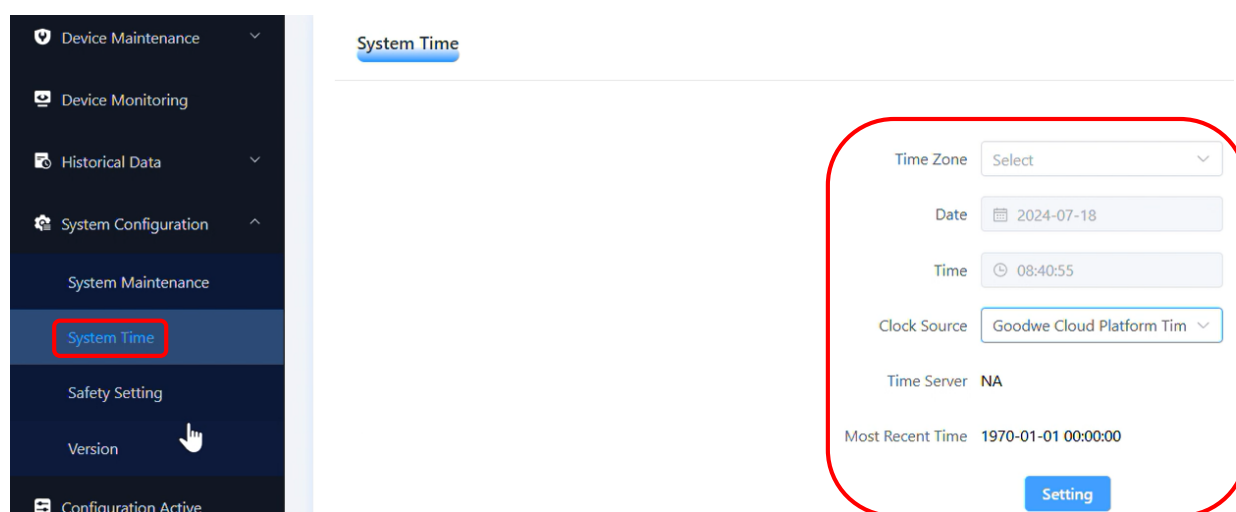 Device Maintenance
Device Monitoring
Historical Data
System Configuration
System Maintenance
System Time
Safety Setting
Version
Configuration Active
System Time
Time Zone Select
Date 2024-07-18
Time 08:40:55
Clock Source Goodwe Cloud Platform Tim
Time Server NA
Most Recent Time 1970-01-01 00:00:00
Setting